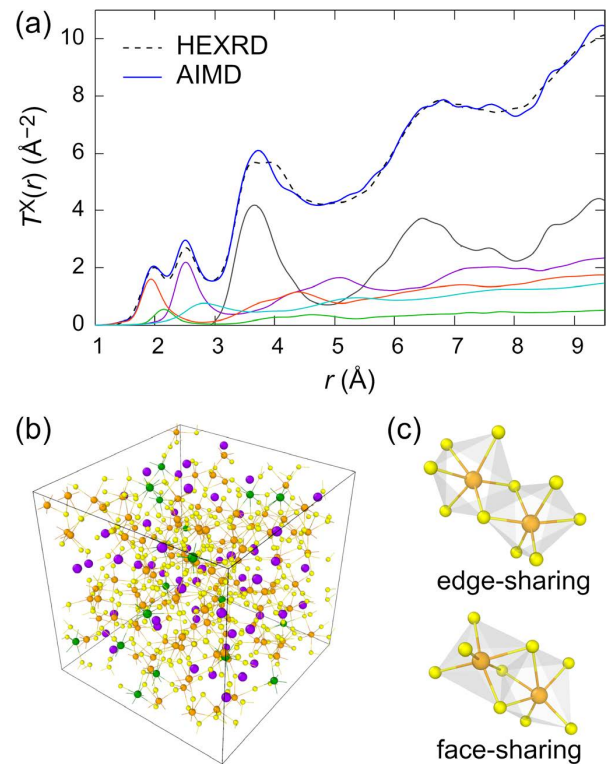 (a)
10
8
6
4
2
0
HEXRD
AIMD
Tˣ(r) (Å⁻²)
1 2 3 4 5 6 7 8 9
r (Å)
(b)
(c)
edge-sharing
face-sharing